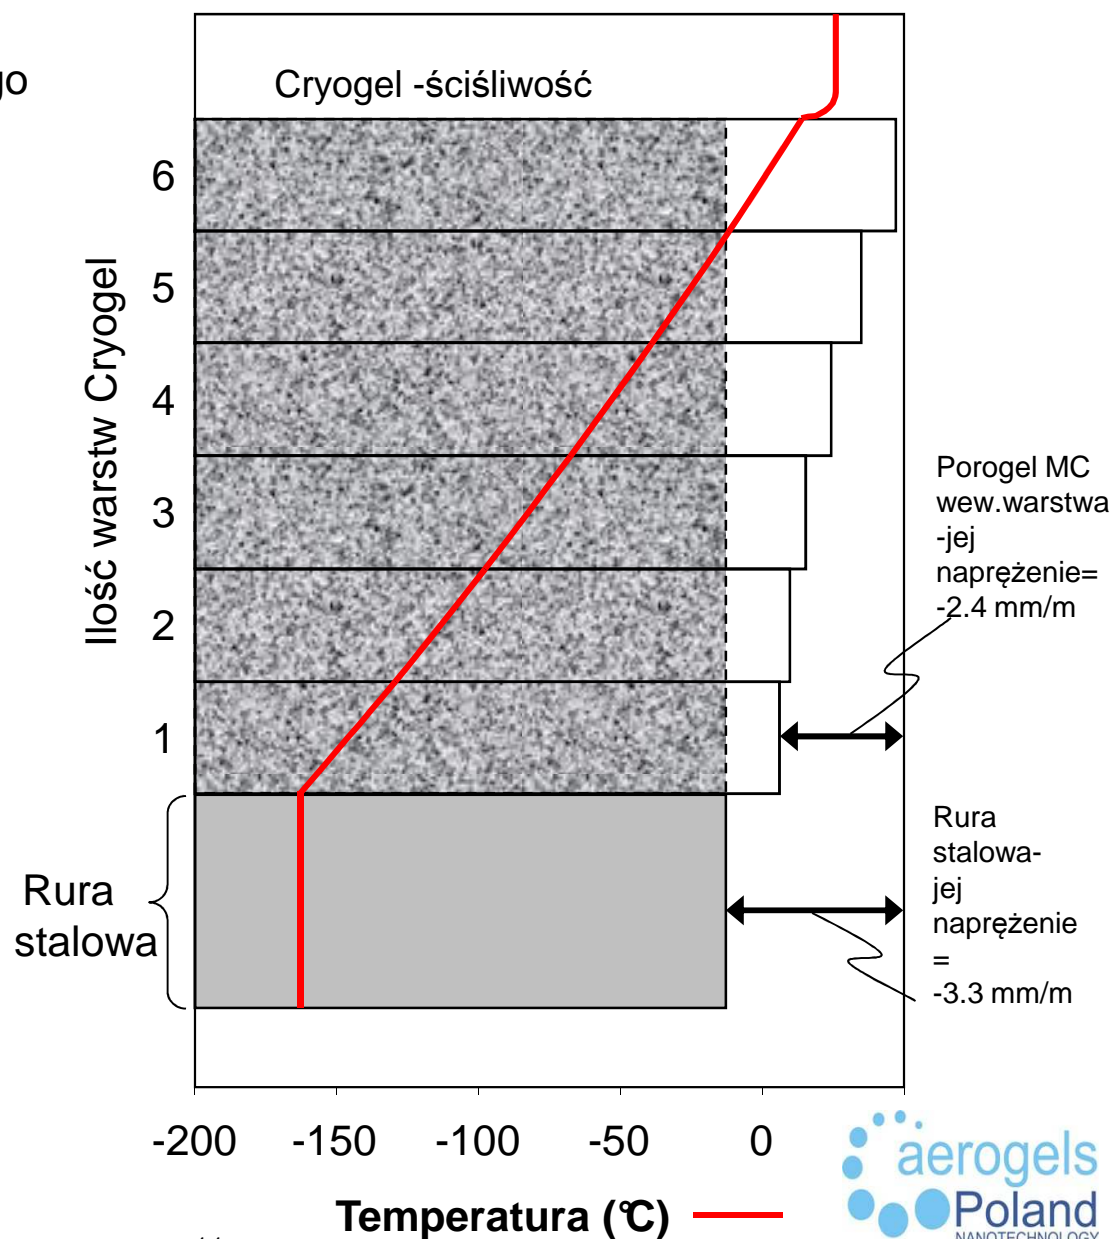 go
Cryogel -ściśliwość
6
5
4
3
2
1
Ilość warstw Cryogel
Porogel MC
wew.warstwa
-jej
naprężenie=
-2.4 mm/m
Rura
stalowa-
jej
naprężenie
=
-3.3 mm/m
Rura
stalowa
-200 -150 -100 -50 0
Temperatura (°C)
aerogels
Poland
NANOTECHNOLOGY